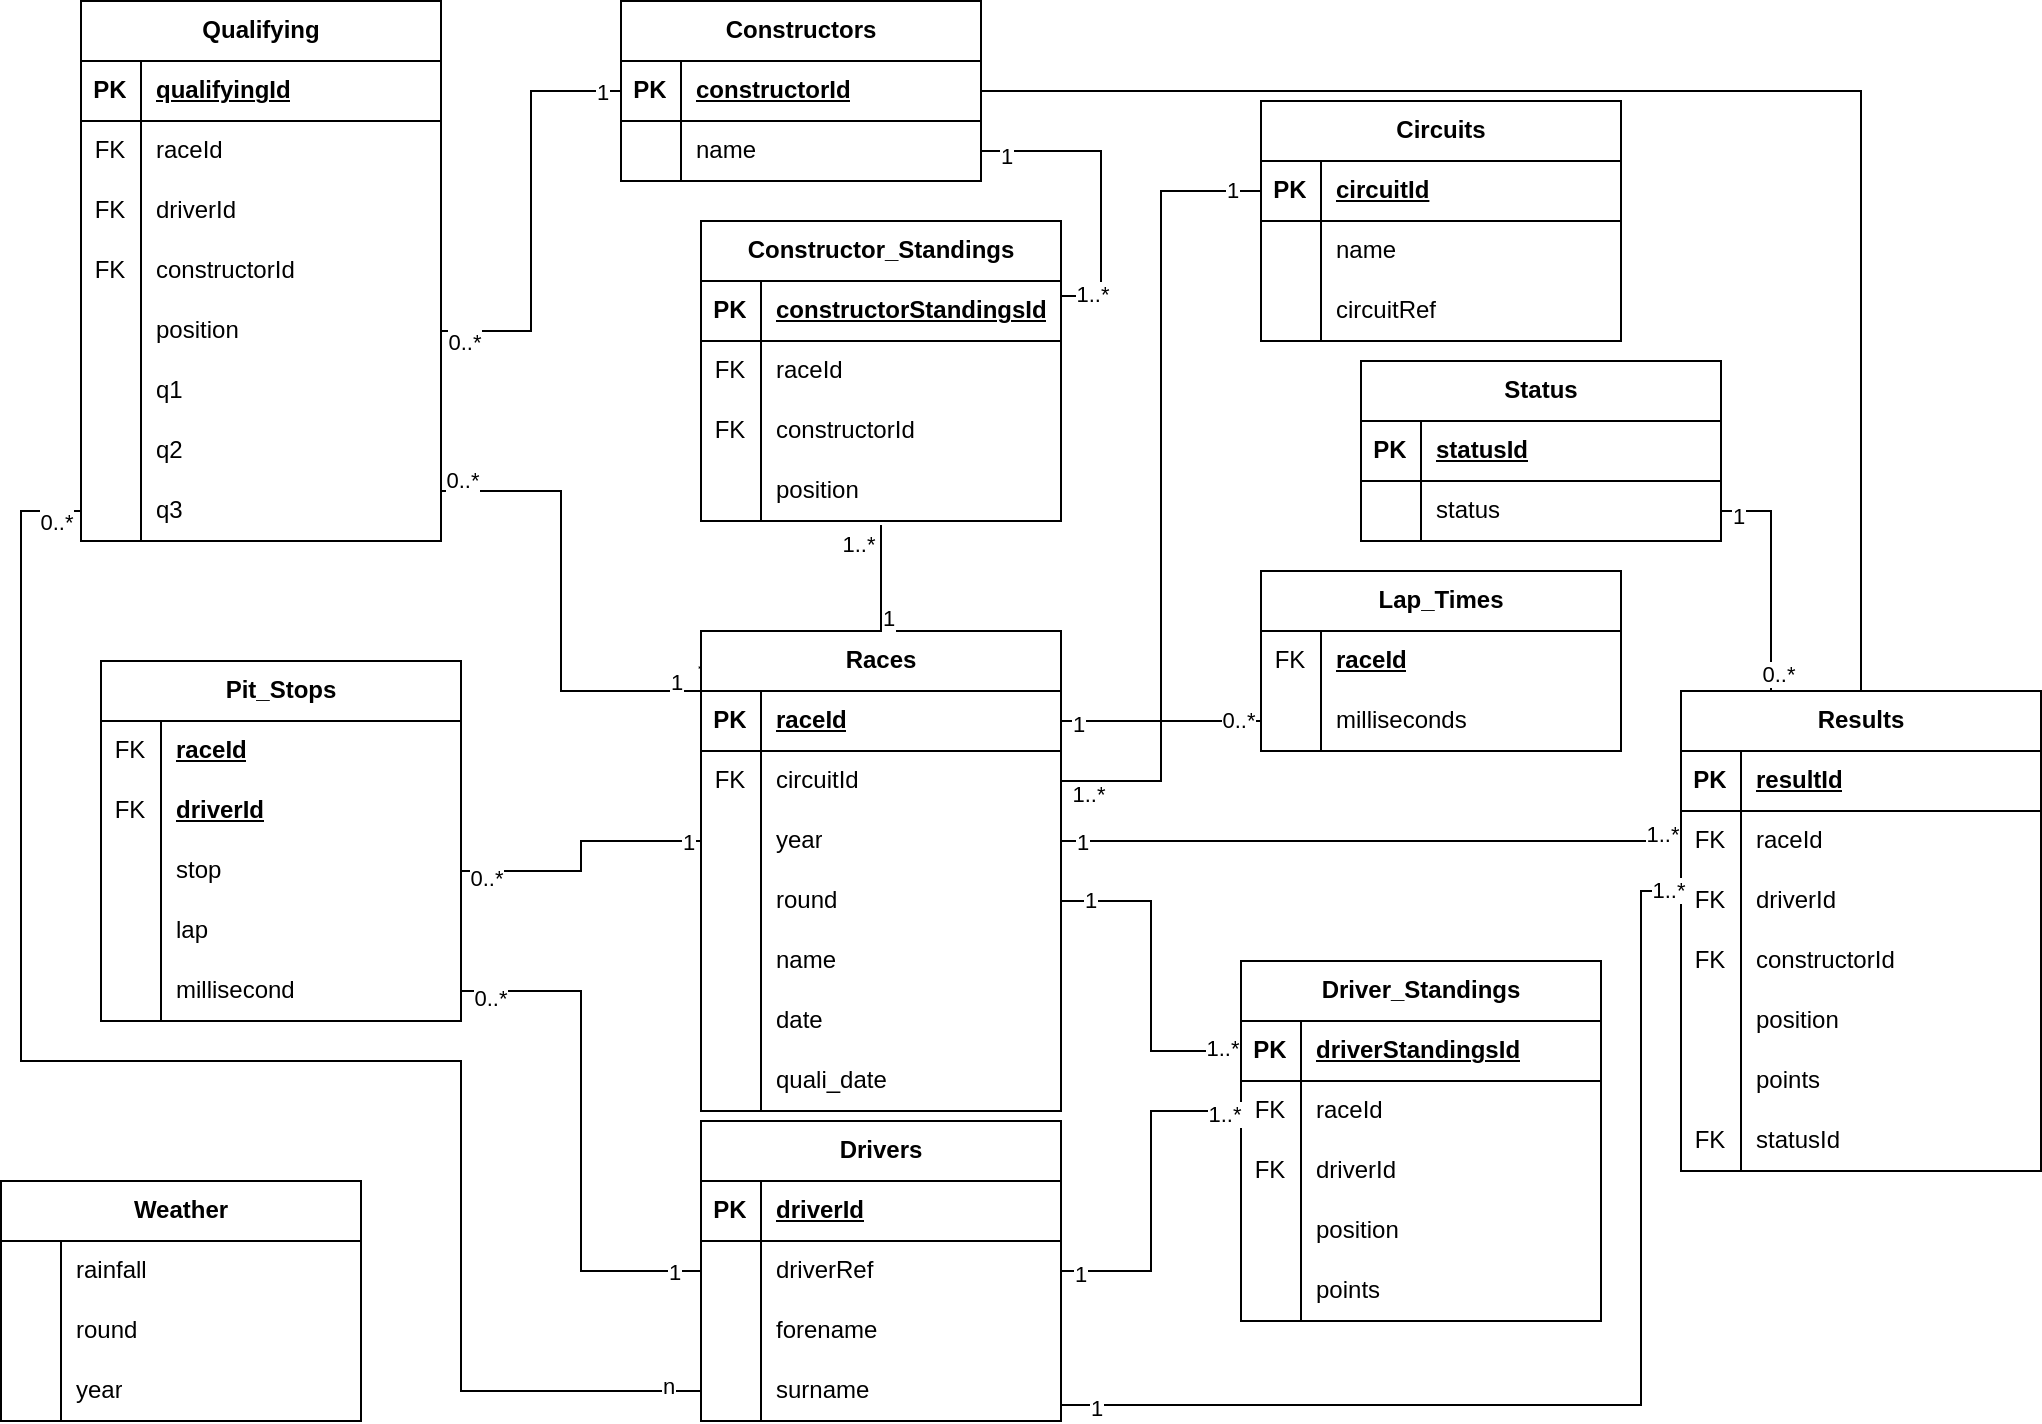 Qualifying
PK qualifyingId
FK raceId
FK driverId
FK constructorId
position
q1
q2
q3
Constructors
PK constructorId
name
Constructor_Standings
PK constructorStandingsId
FK raceId
FK constructorId
position
Circuits
PK circuitId
name
circuitRef
Status
PK statusId
status
Lap_Times
FK raceId
milliseconds
Pit_Stops
FK raceId
FK driverId
stop
lap
millisecond
Races
PK raceId
FK circuitId
year
round
name
date
quali_date
Results
PK resultId
FK raceId
FK driverId
FK constructorId
position
points
FK statusId
Driver_Standings
PK driverStandingsId
FK raceId
FK driverId
position
points
Drivers
PK driverId
driverRef
forename
surname
Weather
rainfall
round
year
1
0..*
1
1..*
1
0..*
0..*
1..*
1
1
1
0..*
1
0..*
1..*
1
0..*
1
1..*
1
0..*
1
1..*
1..*
1
1..*
1
n
1